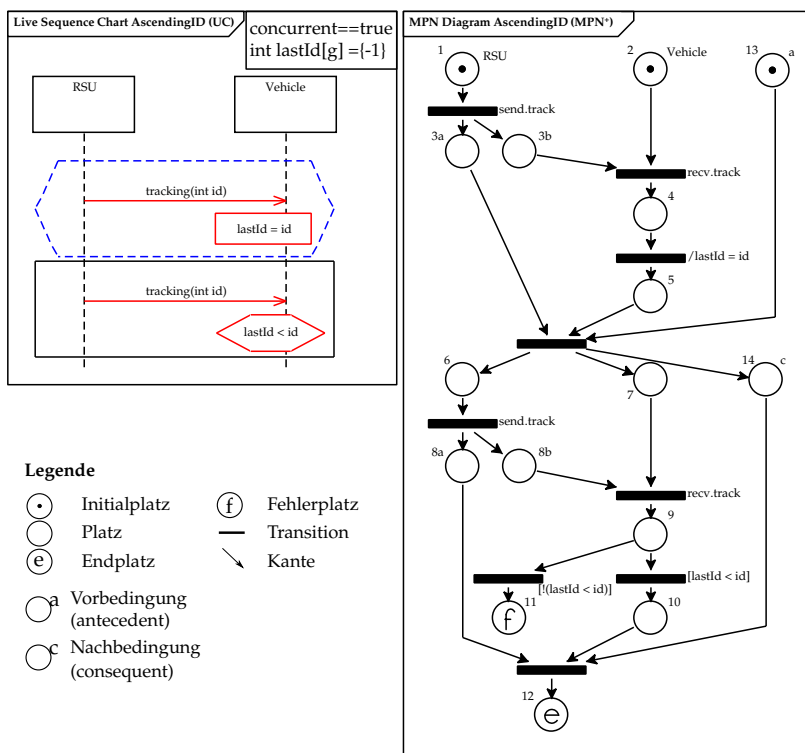 Live Sequence Chart AscendingID (UC)
concurrent==true
int lastId[g] ={-1}
RSU
Vehicle
tracking(int id)
lastId = id
tracking(int id)
lastId < id
Legende
Initialplatz
Platz
e Endplatz
a Vorbedingung
(antecedent)
c Nachbedingung
(consequent)
f Fehlerplatz
Transition
Kante
MPN Diagram AscendingID (MPN⁺)
1 RSU
2 Vehicle
13 a
send.track
3a
3b
recv.track
4
/lastId = id
5
6
7
14 c
send.track
8a
8b
recv.track
9
[!(lastId < id)]
[lastId < id]
11
f
10
12
e